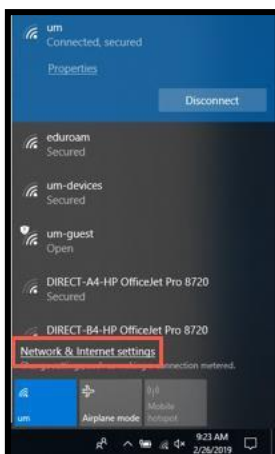 um
Connected, secured
Properties
Disconnect
eduroam
Secured
um-devices
Secured
um-guest
Open
DIRECT-A4-HP OfficeJet Pro 8720
Secured
DIRECT-B4-HP OfficeJet Pro 8720
Network & Internet settings
connection metered.
um
Airplane mode
Mobile
hotspot
9:23 AM
2/26/2019